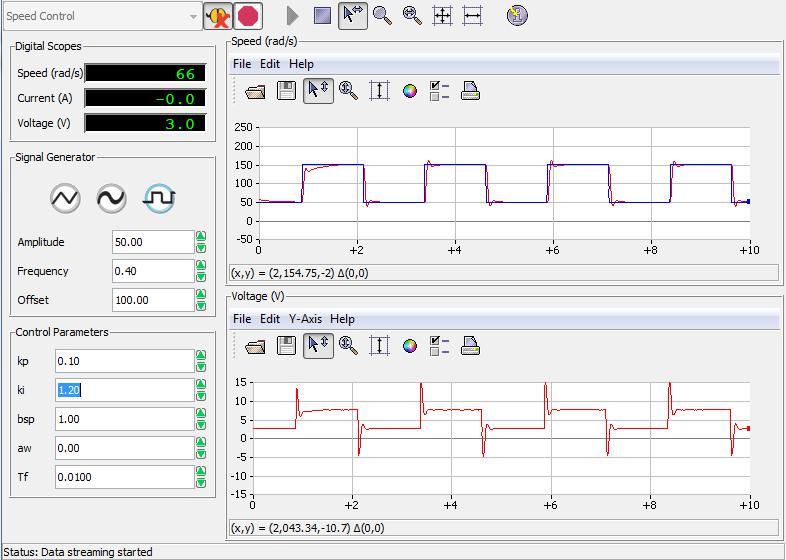 Speed Control
Digital Scopes
Speed (rad/s) 66
Current (A) -0.0
Voltage (V) 3.0
Signal Generator
Amplitude 50.00
Frequency 0.40
Offset 100.00
Control Parameters
kp 0.10
ki 1.20
bsp 1.00
aw 0.00
Tf 0.0100
Speed (rad/s)
File Edit Help
250
200
150
100
50
0
-50
0 +2 +4 +6 +8 +10
(x,y) = (2,154.75,-2) Δ(0,0)
Voltage (V)
File Edit Y-Axis Help
15
10
5
0
-5
-10
-15
0 +2 +4 +6 +8 +10
(x,y) = (2,043.34,-10.7) Δ(0,0)
Status: Data streaming started